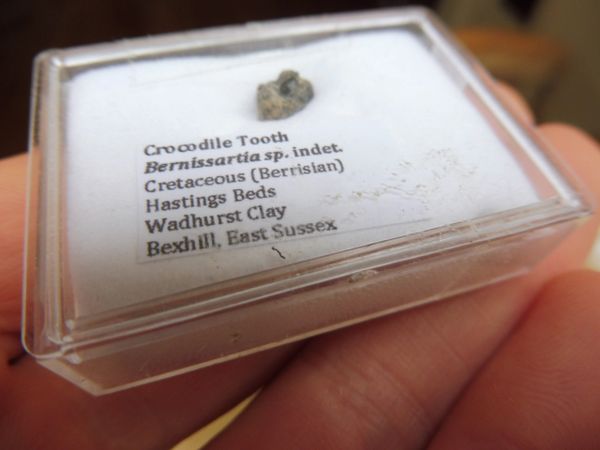 Crocodile Tooth
Bernissartia sp. indet.
Cretaceous (Berrisian)
Hastings Beds
Wadhurst Clay
Bexhill, East Sussex